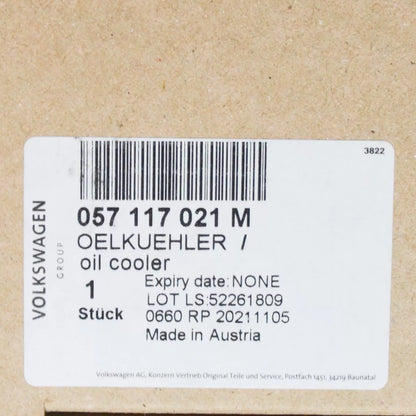 3822
VOLKSWAGEN
GROUP
057 117 021 M
OELKUEHLER /
oil cooler
1
Stück
Expiry date: NONE
LOT LS:52261809
0660 RP 20211105
Made in Austria
Volkswagen AG, Konzern Vertrieb Original Teile und Service, Postfach 1451, 34219 Baunatal